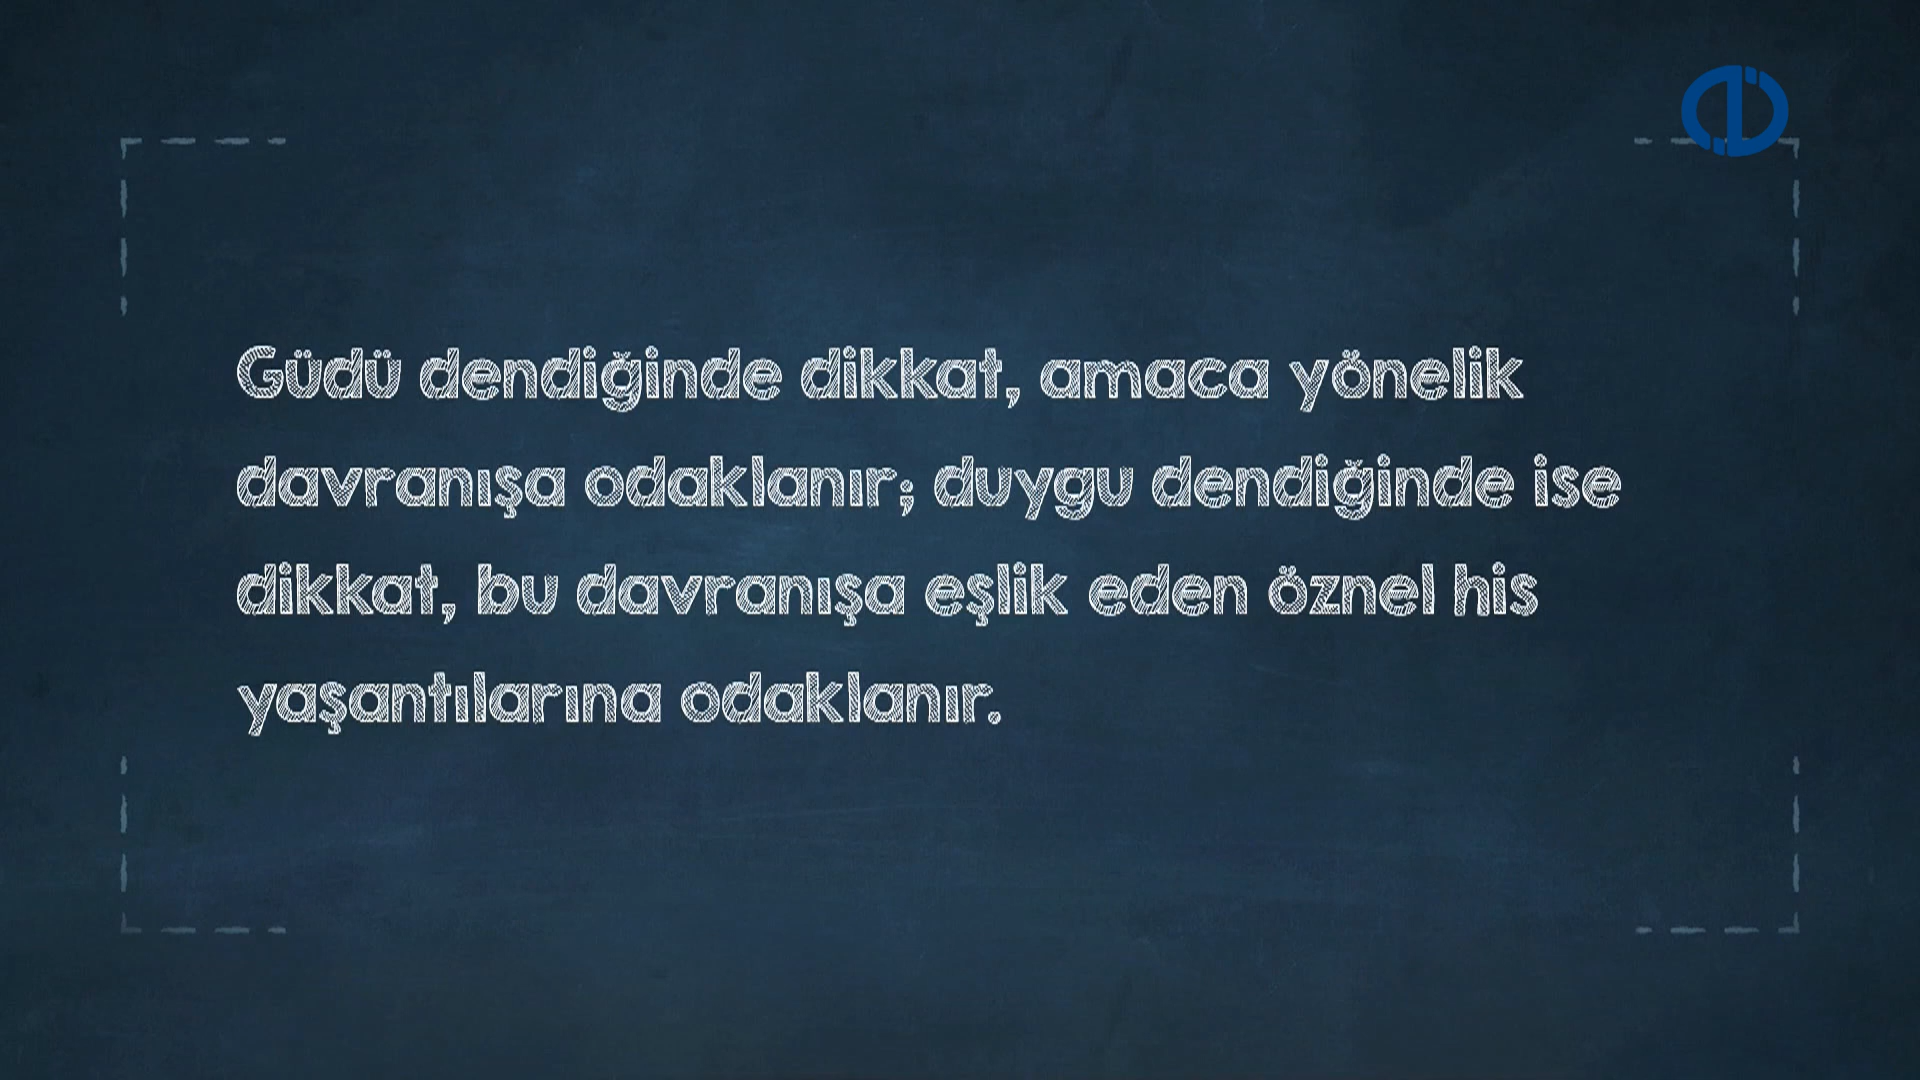 Güdü dendiğinde dikkat, amaca yönelik
davranışa odaklanır; duygu dendiğinde ise
dikkat, bu davranışa eşlik eden öznel his
yaşantılarına odaklanır.